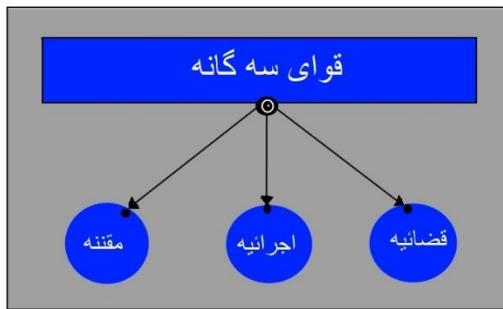 قوای سه گانه
قضائیه
اجرائیه
مقننه